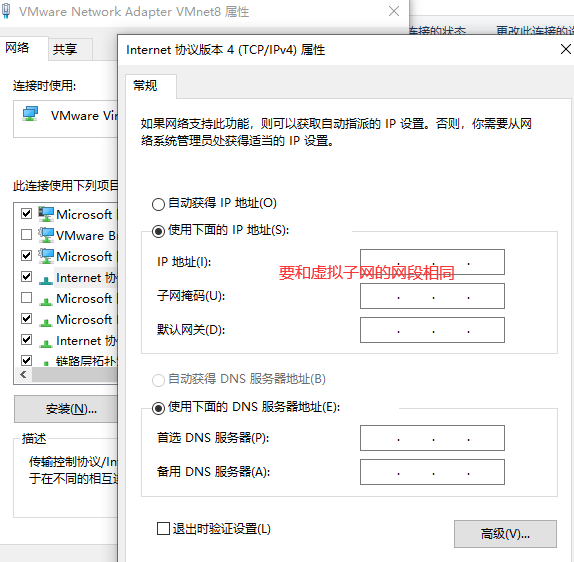 VMware Network Adapter VMnet8 属性
网络
共享
连接时使用:
VMware Vir
此连接使用下列项目
Microsoft
VMware B
Microsoft
Internet 协
Microsoft
Microsoft
Internet 协
链路层拓扑
安装(N)...
描述
传输控制协议/In
于在不同的相互连
更改此连接的设
Internet 协议版本 4 (TCP/IPv4) 属性
常规
如果网络支持此功能，则可以获取自动指派的 IP 设置。否则，你需要从网
络系统管理员处获得适当的 IP 设置。
自动获得 IP 地址(O)
使用下面的 IP 地址(S):
IP 地址(I):
要和虚拟子网的网段相同
子网掩码(U):
默认网关(D):
自动获得 DNS 服务器地址(B)
使用下面的 DNS 服务器地址(E):
首选 DNS 服务器(P):
备用 DNS 服务器(A):
退出时验证设置(L)
高级(V)...